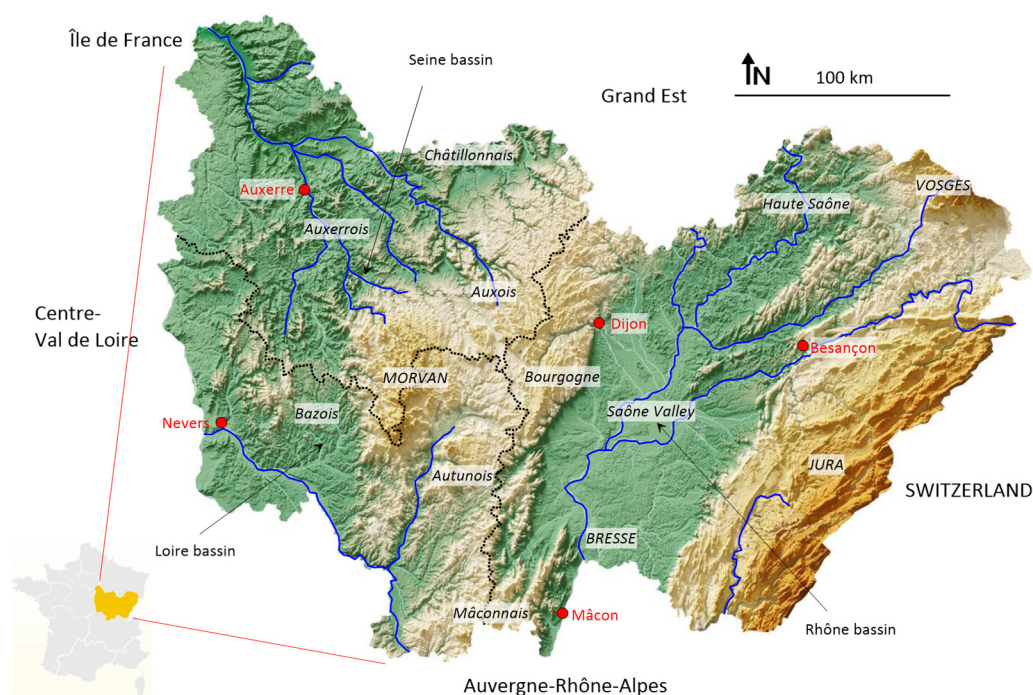 Île de France
Seine bassin
N
100 km
Grand Est
Châtillonnais
Auxerre
VOSGES
Haute Saône
Auxerrois
Auxois
Centre-
Val de Loire
Dijon
Besançon
MORVAN
Bourgogne
Bazois
Saône Valley
Nevers
Autunois
JURA
SWITZERLAND
BRESSE
Loire bassin
Mâconnais
Mâcon
Rhône bassin
Auvergne-Rhône-Alpes